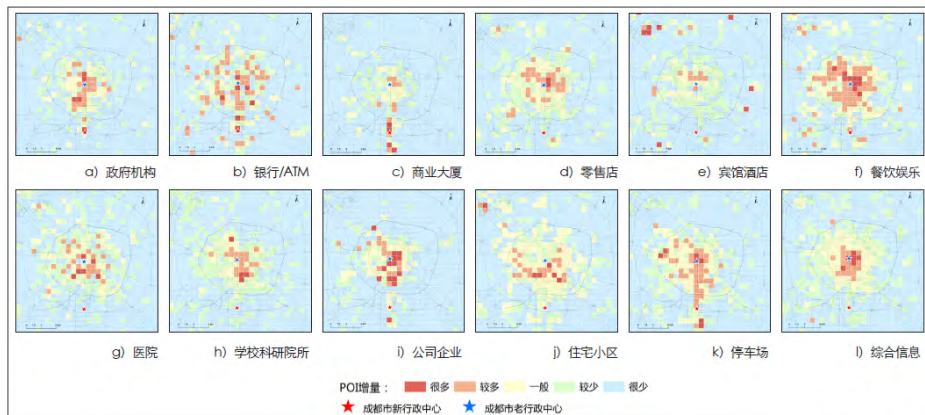 a）政府机构
b）银行/ATM
c）商业大厦
d）零售店
e）宾馆酒店
f）餐饮娱乐
g）医院
h）学校科研院所
i）公司企业
j）住宅小区
k）停车场
l）综合信息
POI增量： 很多 较多 一般 较少 很少
成都市新行政中心 成都市老行政中心